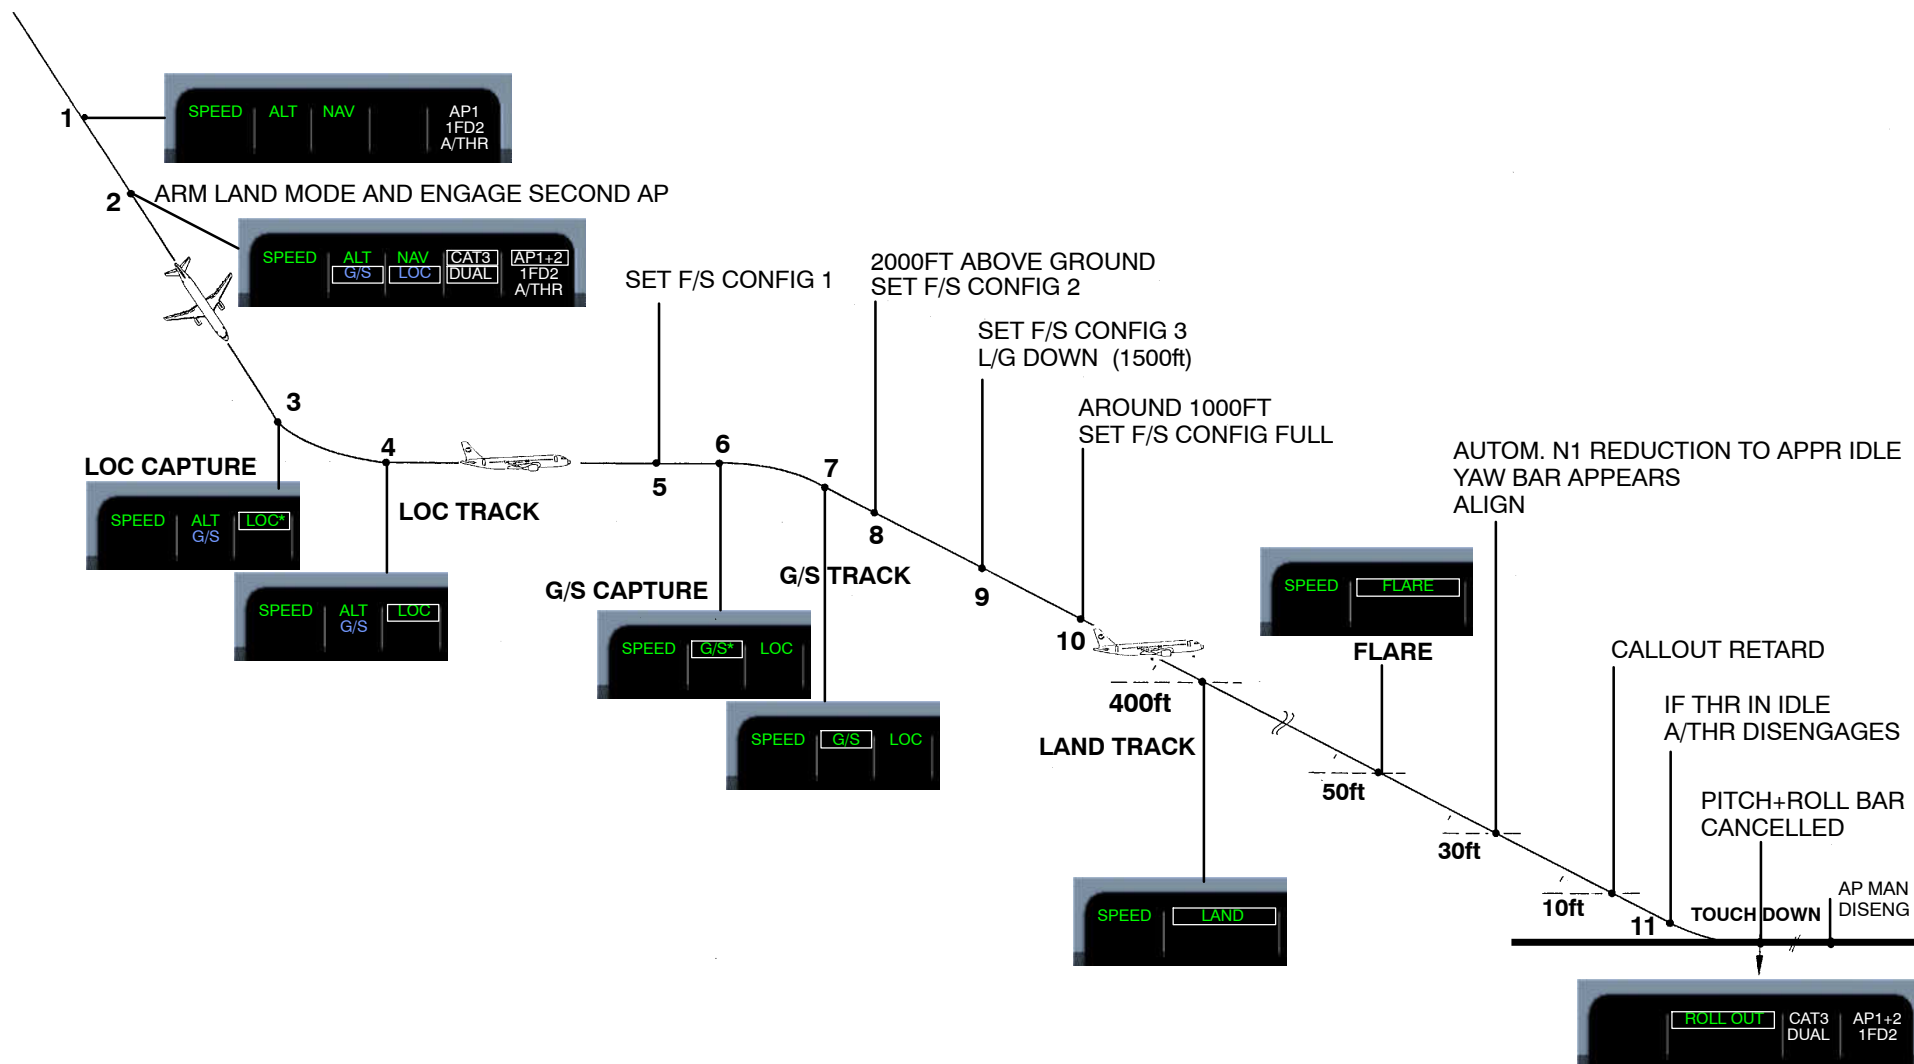 1
SPEED ALT NAV AP1
1FD2
A/THR
2
ARM LAND MODE AND ENGAGE SECOND AP
SPEED ALT NAV CAT3 AP1+2
G/S LOC DUAL 1FD2
A/THR
3
LOC CAPTURE
SPEED ALT LOC*
G/S
4
LOC TRACK
SPEED ALT LOC
G/S
SET F/S CONFIG 1
5
6
G/S CAPTURE
SPEED G/S* LOC
7
G/S TRACK
SPEED G/S LOC
2000FT ABOVE GROUND
SET F/S CONFIG 2
8
SET F/S CONFIG 3
L/G DOWN (1500ft)
9
AROUND 1000FT
SET F/S CONFIG FULL
10
400ft
LAND TRACK
SPEED LAND
SPEED FLARE
FLARE
50ft
AUTOM. N1 REDUCTION TO APPR IDLE
YAW BAR APPEARS
ALIGN
30ft
CALLOUT RETARD
10ft
IF THR IN IDLE
A/THR DISENGAGES
11
PITCH+ROLL BAR
CANCELLED
TOUCH DOWN
AP MAN
DISENG
ROLL OUT CAT3 AP1+2
DUAL 1FD2